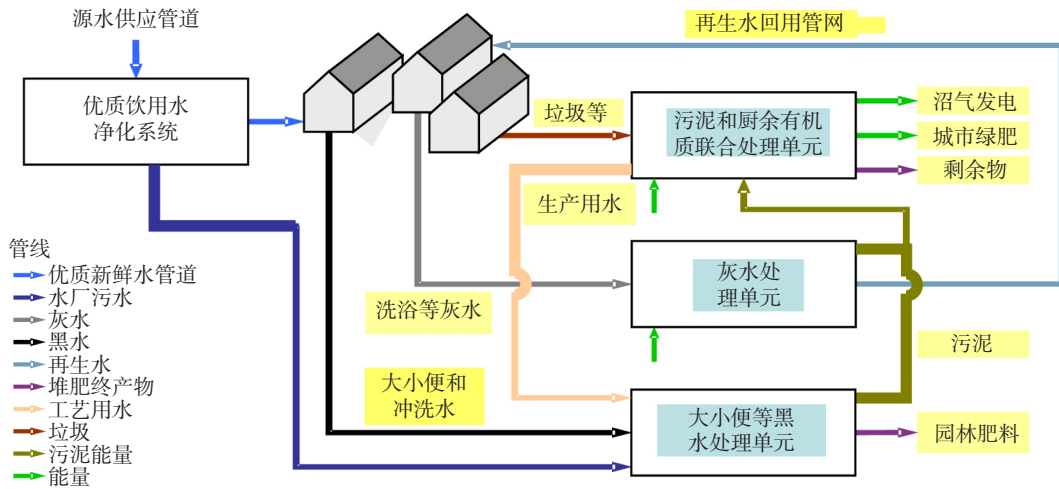 源水供应管道
再生水回用管网
优质饮用水
净化系统
垃圾等
污泥和厨余有机
质联合处理单元
沼气发电
城市绿肥
剩余物
生产用水
管线
优质新鲜水管道
水厂污水
灰水
黑水
再生水
堆肥终产物
工艺用水
垃圾
污泥能量
能量
洗浴等灰水
灰水处
理单元
污泥
大小便和
冲洗水
大小便等黑
水处理单元
园林肥料